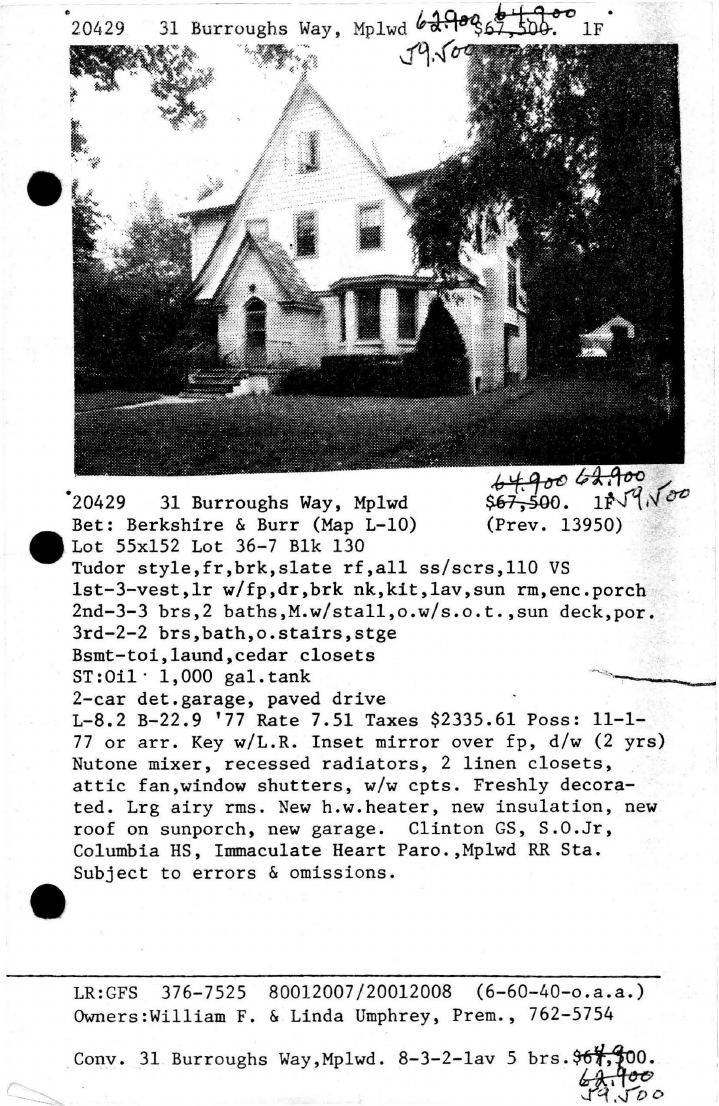 62.900 64.900
20429 31 Burroughs Way, Mplwd $67,500. 1F
59.500
64.900 62.900
20429 31 Burroughs Way, Mplwd $67,500. 1F 59.500
Bet: Berkshire & Burr (Map L-10) (Prev. 13950)
Lot 55x152 Lot 36-7 Blk 130
Tudor style,fr,brk,slate rf,all ss/scrs,110 VS
1st-3-vest,lr w/fp,dr,brk nk,kit,lav,sun rm,enc.porch
2nd-3-3 brs,2 baths,M.w/stall,o.w/s.o.t.,sun deck,por.
3rd-2-2 brs,bath,o.stairs,stge
Bsmt-toi,laund,cedar closets
ST:Oil 1,000 gal.tank
2-car det.garage, paved drive
L-8.2 B-22.9 '77 Rate 7.51 Taxes $2335.61 Poss: 11-1-
77 or arr. Key w/L.R. Inset mirror over fp, d/w (2 yrs)
Nutone mixer, recessed radiators, 2 linen closets,
attic fan,window shutters, w/w cpts. Freshly decora-
ted. Lrg airy rms. New h.w.heater, new insulation, new
roof on sunporch, new garage. Clinton GS, S.O.Jr,
Columbia HS, Immaculate Heart Paro.,Mplwd RR Sta.
Subject to errors & omissions.
LR:GFS 376-7525 80012007/20012008 (6-60-40-o.a.a.)
Owners:William F. & Linda Umphrey, Prem., 762-5754
Conv. 31 Burroughs Way,Mplwd. 8-3-2-1av 5 brs.
62.900
59.500